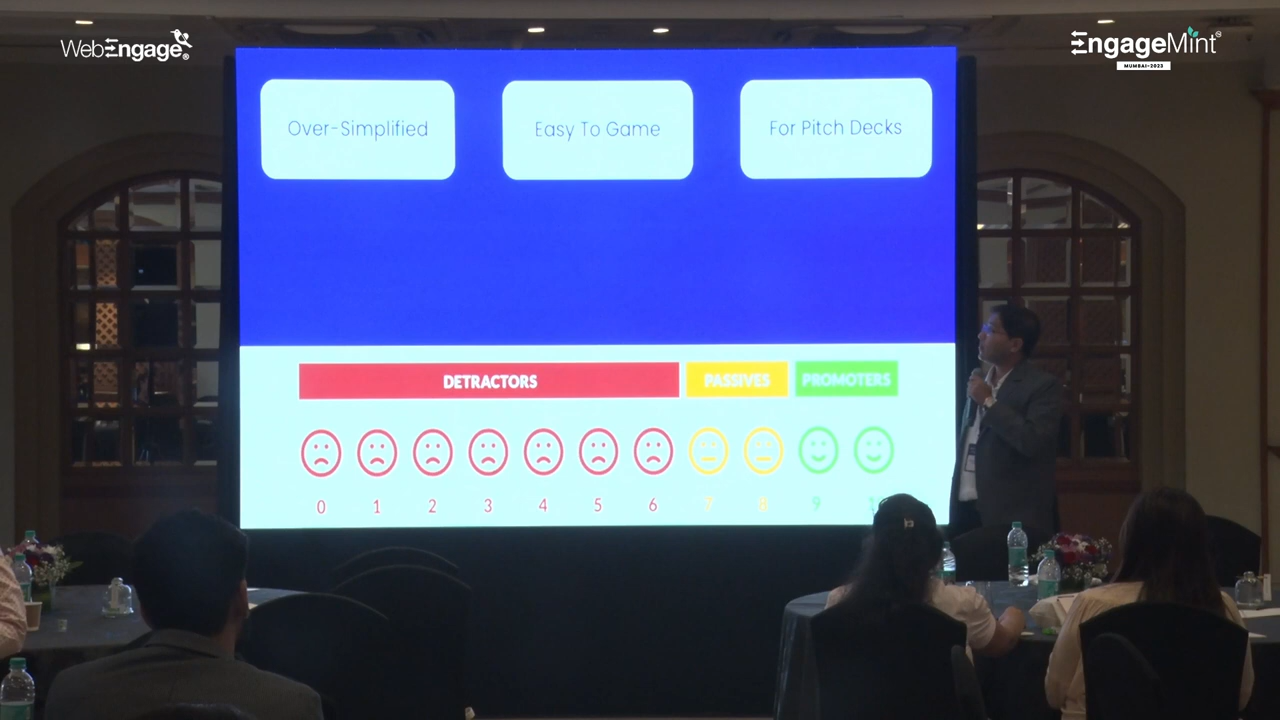 WebEngage®
EngageMint
MUMBAI•2023
Over-Simplified
Easy To Game
For Pitch Decks
DETRACTORS PASSIVES PROMOTERS
0 1 2 3 4 5 6 7 8 9